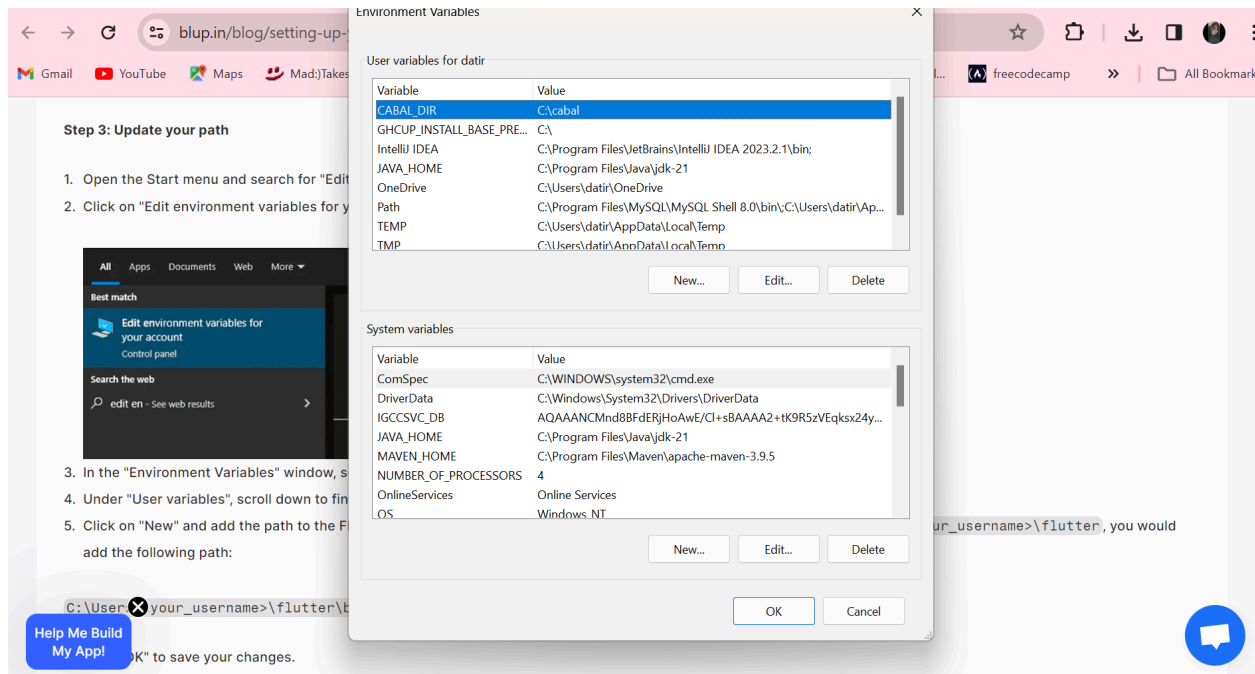 Environment Variables
blup.in/blog/setting-up-y
Gmail YouTube Maps Mad:)Takes l... freecodecamp » All Bookmark
User variables for datir
Variable Value
CABAL_DIR C:\cabal
GHCUP_INSTALL_BASE_PRE... C:\
IntelliJ IDEA C:\Program Files\JetBrains\IntelliJ IDEA 2023.2.1\bin;
JAVA_HOME C:\Program Files\Java\jdk-21
OneDrive C:\Users\datir\OneDrive
Path C:\Program Files\MySQL\MySQL Shell 8.0\bin\;C:\Users\datir\Ap...
TEMP C:\Users\datir\AppData\Local\Temp
TMP C:\Users\datir\AppData\Local\Temp
New... Edit... Delete
System variables
Variable Value
ComSpec C:\WINDOWS\system32\cmd.exe
DriverData C:\Windows\System32\Drivers\DriverData
IGCCSVC_DB AQAAANCMnd8BFdERjHoAwE/Cl+sBAAAA2+tK9R5zVEqksx24y...
JAVA_HOME C:\Program Files\Java\jdk-21
MAVEN_HOME C:\Program Files\Maven\apache-maven-3.9.5
NUMBER_OF_PROCESSORS 4
OnlineServices Online Services
OS Windows_NT
New... Edit... Delete
OK Cancel
Step 3: Update your path
1. Open the Start menu and search for "Edit
2. Click on "Edit environment variables for y
All Apps Documents Web More
Best match
Edit environment variables for
your account
Control panel
Search the web
edit en - See web results
3. In the "Environment Variables" window, s
4. Under "User variables", scroll down to fin
5. Click on "New" and add the path to the F ur_username>\flutter, you would
add the following path:
C:\User your_username>\flutter\b
OK" to save your changes.
Help Me Build
My App!